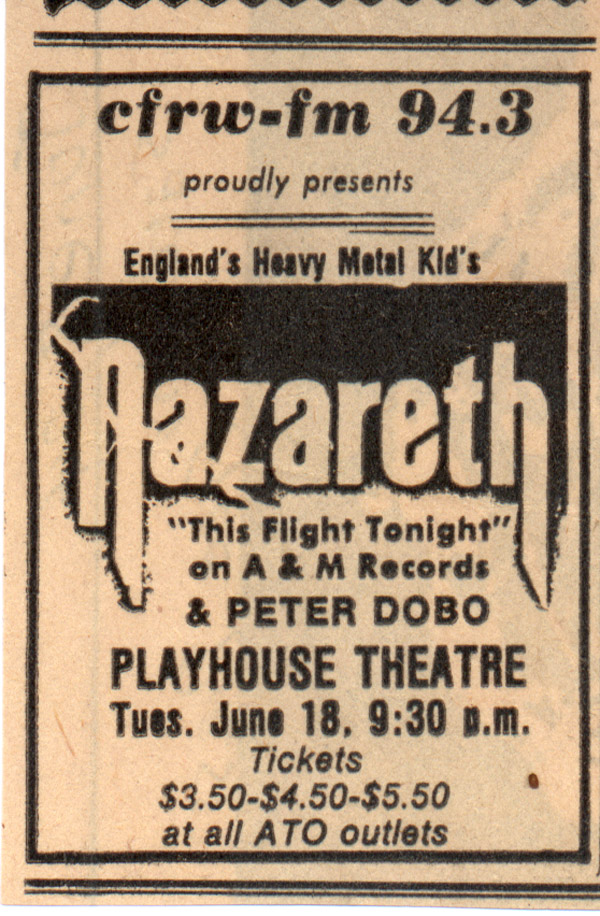 cfrw-fm 94.3
proudly presents
England's Heavy Metal Kid's
Nazareth
"This Flight Tonight"
on A & M Records
& PETER DOBO
PLAYHOUSE THEATRE
Tues. June 18, 9:30 p.m.
Tickets
$3.50-$4.50-$5.50
at all ATO outlets